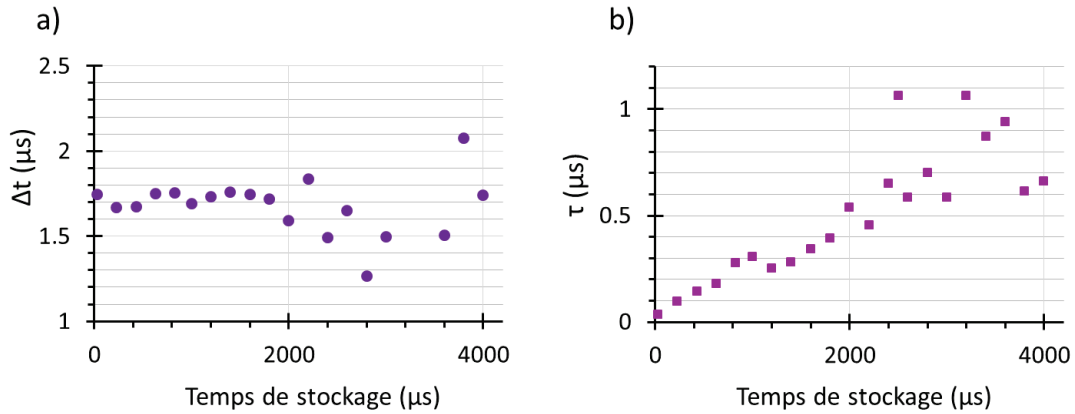 a)
2.5
2
1.5
1
Δt (μs)
0
2000
4000
Temps de stockage (μs)
b)
1
0.5
0
τ (μs)
0
2000
4000
Temps de stockage (μs)